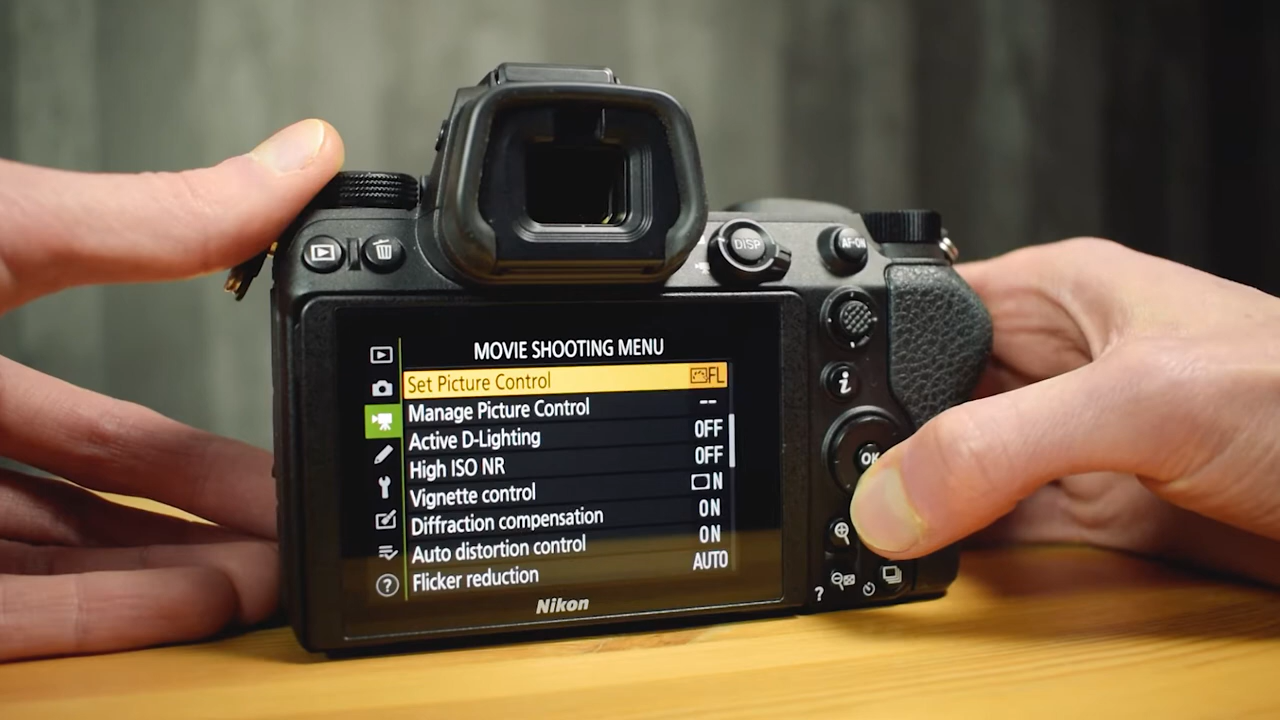 DISP
AF-ON
i
MOVIE SHOOTING MENU
Set Picture Control FL
Manage Picture Control --
Active D-Lighting OFF
High ISO NR OFF
Vignette control N
Diffraction compensation ON
Auto distortion control ON
Flicker reduction AUTO
?
Nikon
OK
?